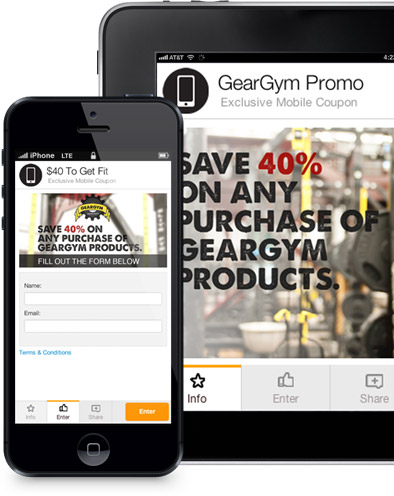 AT&T
4:2
GearGym Promo
Exclusive Mobile Coupon
SAVE 40%
ON ANY
PURCHASE OF
GEARGYM
PRODUCTS.
Info
Enter
Share
iPhone LTE
$40 To Get Fit
Exclusive Mobile Coupon
GEARGYM
SAVE 40% ON
ANY PURCHASE OF
GEARGYM PRODUCTS.
FILL OUT THE FORM BELOW
Name:
Email:
Terms & Conditions
Info
Enter
Share
Enter